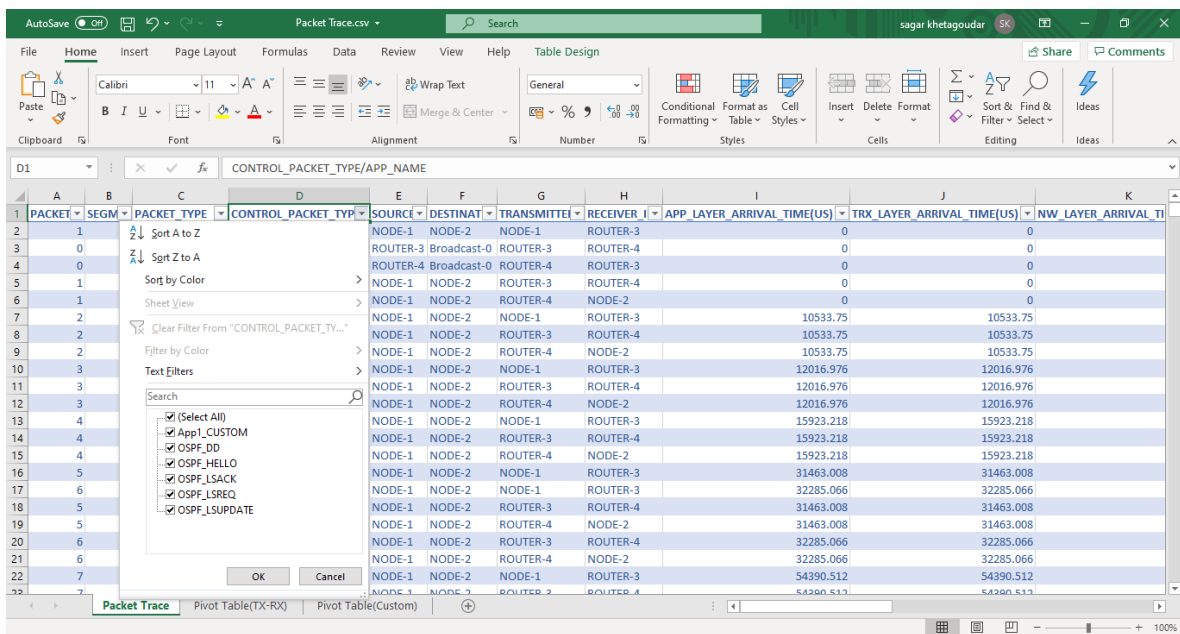 AutoSave Off Packet Trace.csv Search sagar khetagoudar SK
File Home Insert Page Layout Formulas Data Review View Help Table Design Share Comments
Calibri 11 A^ A˅ ab Wrap Text General Σ A Z
Paste B I U A Merge & Center % 9 Conditional Formatting Format as Table Cell Styles Insert Delete Format Sort & Filter Find & Select Ideas
Clipboard Font Alignment Number Styles Cells Editing Ideas
D1 fx CONTROL_PACKET_TYPE/APP_NAME
A B C D E F G H I J K
1 PACKET SEGM PACKET_TYPE CONTROL_PACKET_TYP SOURCE DESTINAT TRANSMITTE RECEIVER_I APP_LAYER_ARRIVAL_TIME(US) TRX_LAYER_ARRIVAL_TIME(US) NW_LAYER_ARRIVAL_TI
2 1 NODE-1 NODE-2 NODE-1 ROUTER-3 0 0
3 0 ROUTER-3 Broadcast-0 ROUTER-3 ROUTER-4 0 0
4 0 ROUTER-4 Broadcast-0 ROUTER-4 ROUTER-3 0 0
5 1 NODE-1 NODE-2 ROUTER-3 ROUTER-4 0 0
6 1 NODE-1 NODE-2 ROUTER-4 NODE-2 0 0
7 2 NODE-1 NODE-2 NODE-1 ROUTER-3 10533.75 10533.75
8 2 NODE-1 NODE-2 ROUTER-3 ROUTER-4 10533.75 10533.75
9 2 NODE-1 NODE-2 ROUTER-4 NODE-2 10533.75 10533.75
10 3 NODE-1 NODE-2 NODE-1 ROUTER-3 12016.976 12016.976
11 3 NODE-1 NODE-2 ROUTER-3 ROUTER-4 12016.976 12016.976
12 3 NODE-1 NODE-2 ROUTER-4 NODE-2 12016.976 12016.976
13 4 NODE-1 NODE-2 NODE-1 ROUTER-3 15923.218 15923.218
14 4 NODE-1 NODE-2 ROUTER-3 ROUTER-4 15923.218 15923.218
15 4 NODE-1 NODE-2 ROUTER-4 NODE-2 15923.218 15923.218
16 5 NODE-1 NODE-2 NODE-1 ROUTER-3 31463.008 31463.008
17 6 NODE-1 NODE-2 NODE-1 ROUTER-3 32285.066 32285.066
18 5 NODE-1 NODE-2 ROUTER-3 ROUTER-4 31463.008 31463.008
19 5 NODE-1 NODE-2 ROUTER-4 NODE-2 31463.008 31463.008
20 6 NODE-1 NODE-2 ROUTER-3 ROUTER-4 32285.066 32285.066
21 6 NODE-1 NODE-2 ROUTER-4 NODE-2 32285.066 32285.066
22 7 NODE-1 NODE-2 NODE-1 ROUTER-3 54390.512 54390.512
23 7 NODE-1 NODE-2 ROUTER-3 ROUTER-4 54390.512 54390.512
Sort A to Z
Sort Z to A
Sort by Color
Sheet View
Clear Filter From "CONTROL_PACKET_TY..."
Filter by Color
Text Filters
Search
(Select All)
App1_CUSTOM
OSPF_DD
OSPF_HELLO
OSPF_LSACK
OSPF_LSREQ
OSPF_LSUPDATE
OK Cancel
Packet Trace Pivot Table(TX-RX) Pivot Table(Custom)
100%